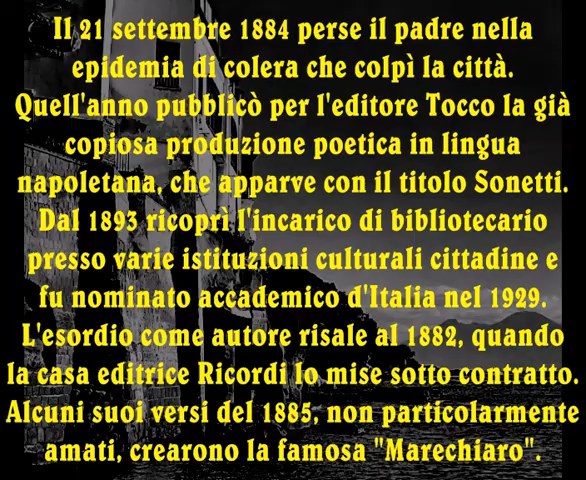 Il 21 settembre 1884 perse il padre nella
epidemia di colera che colpì la città.
Quell'anno pubblicò per l'editore Tocco la già
copiosa produzione poetica in lingua
napoletana, che apparve con il titolo Sonetti.
Dal 1893 ricoprì l'incarico di bibliotecario
presso varie istituzioni culturali cittadine e
fu nominato accademico d'Italia nel 1929.
L'esordio come autore risale al 1882, quando
la casa editrice Ricordi lo mise sotto contratto.
Alcuni suoi versi del 1885, non particolarmente
amati, crearono la famosa "Marechiaro".